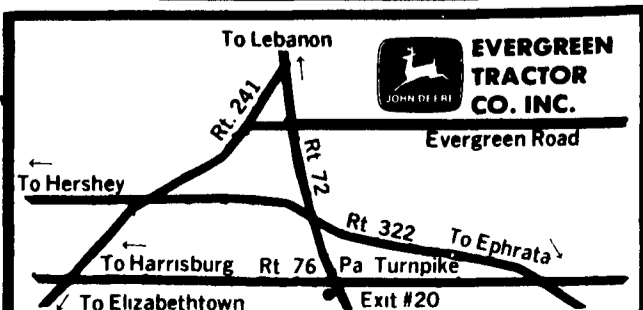 To Lebanon
EVERGREEN
TRACTOR
CO. INC.
JOHN DEERE
Rt. 241
Evergreen Road
Rt 72
To Hershey
Rt 322
To Ephrata
To Harrisburg Rt 76 Pa Turnpike
To Elizabethtown
Exit #20